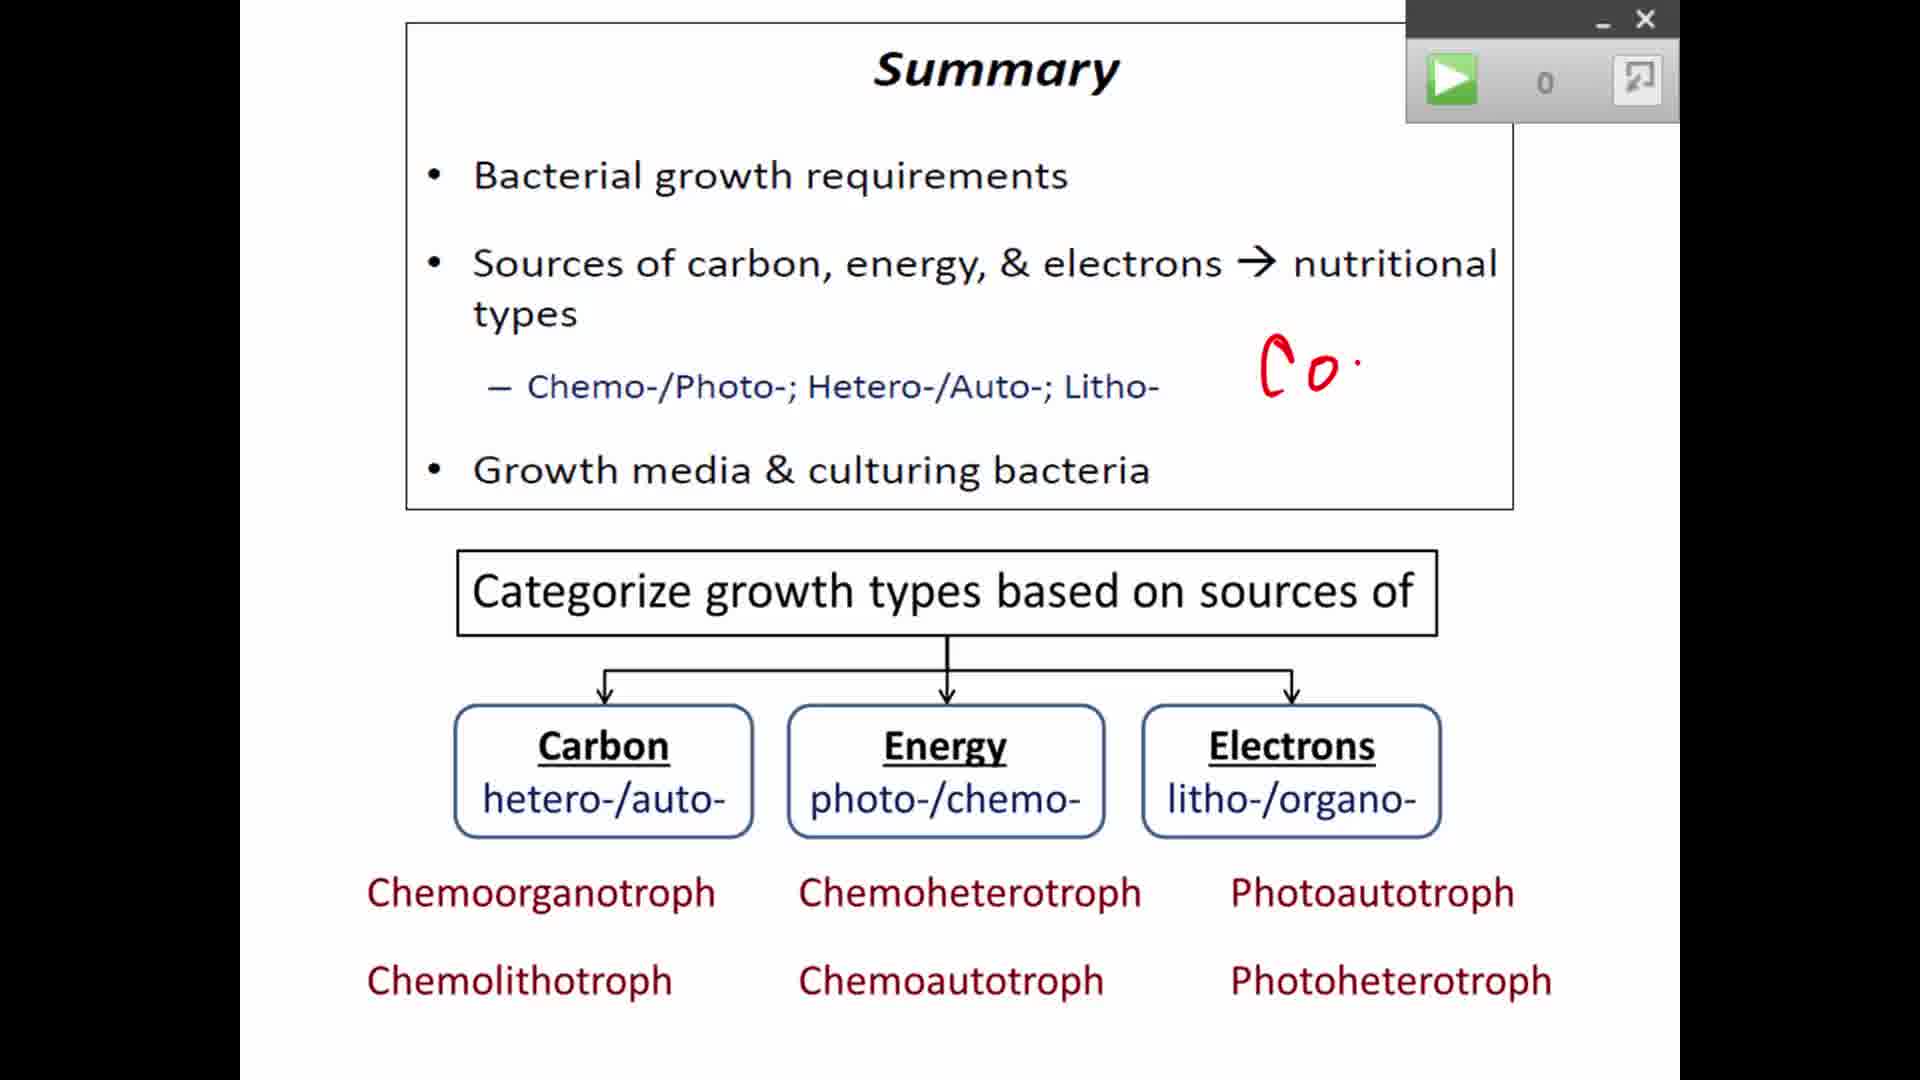 Summary
0
• Bacterial growth requirements
• Sources of carbon, energy, & electrons → nutritional
types
– Chemo-/Photo-; Hetero-/Auto-; Litho-
Co
• Growth media & culturing bacteria
Categorize growth types based on sources of
Carbon
hetero-/auto-
Energy
photo-/chemo-
Electrons
litho-/organo-
Chemoorganotroph
Chemoheterotroph
Photoautotroph
Chemolithotroph
Chemoautotroph
Photoheterotroph